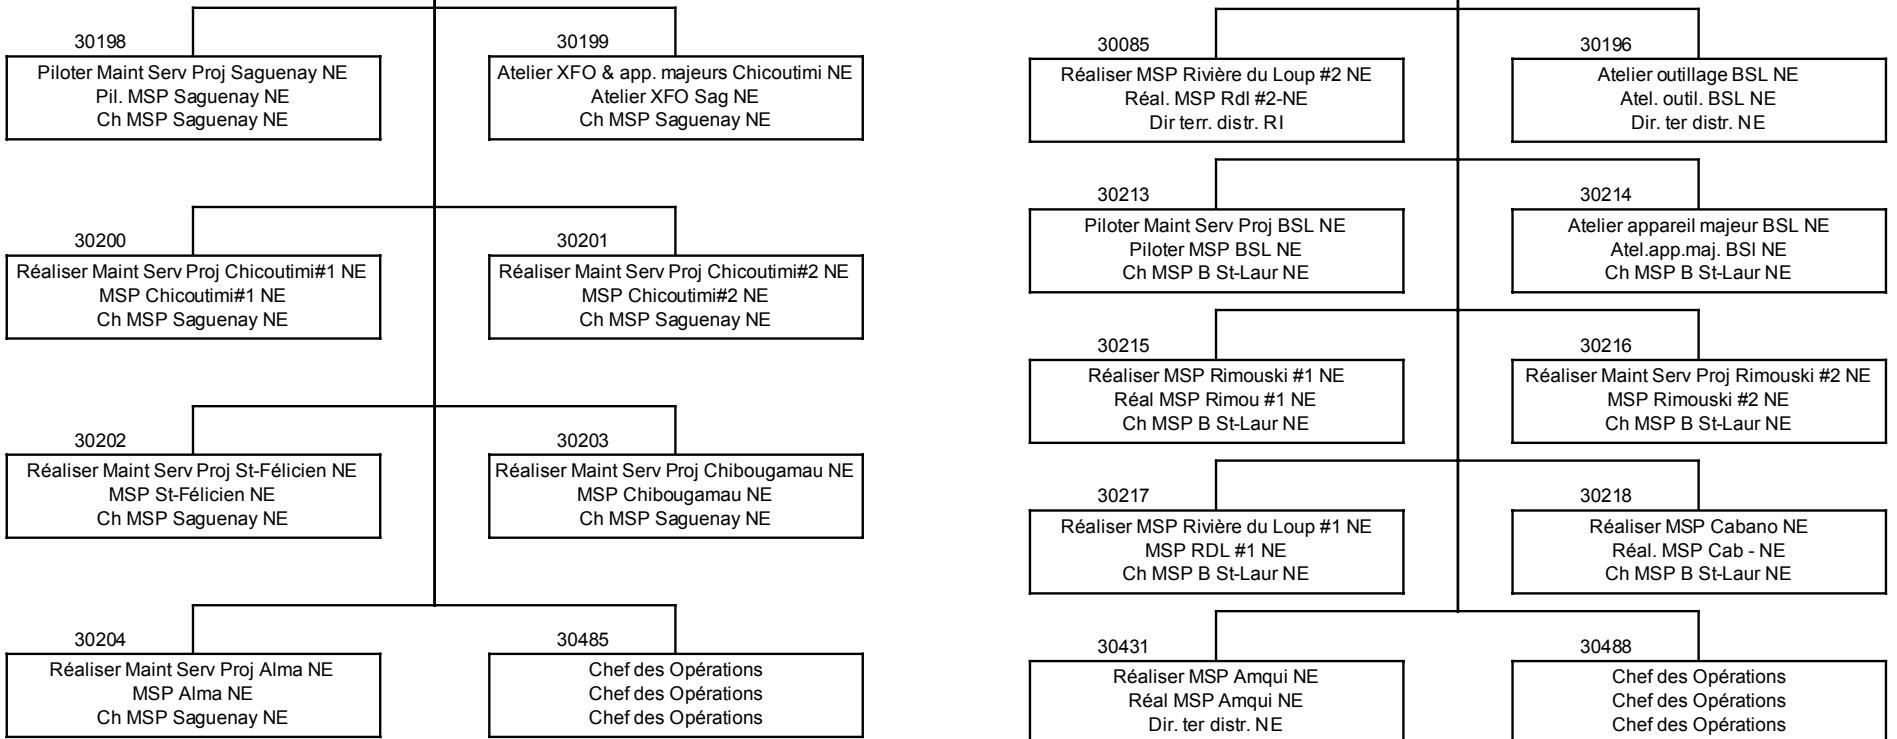 30198
Piloter Maint Serv Proj Saguenay NE
Pil. MSP Saguenay NE
Ch MSP Saguenay NE
30199
Atelier XFO & app. majeurs Chicoutimi NE
Atelier XFO Sag NE
Ch MSP Saguenay NE
30200
Réaliser Maint Serv Proj Chicoutimi#1 NE
MSP Chicoutimi#1 NE
Ch MSP Saguenay NE
30201
Réaliser Maint Serv Proj Chicoutimi#2 NE
MSP Chicoutimi#2 NE
Ch MSP Saguenay NE
30202
Réaliser Maint Serv Proj St-Félicien NE
MSP St-Félicien NE
Ch MSP Saguenay NE
30203
Réaliser Maint Serv Proj Chibougamau NE
MSP Chibougamau NE
Ch MSP Saguenay NE
30204
Réaliser Maint Serv Proj Alma NE
MSP Alma NE
Ch MSP Saguenay NE
30485
Chef des Opérations
Chef des Opérations
Chef des Opérations
30085
Réaliser MSP Rivière du Loup #2 NE
Réal. MSP Rdl #2-NE
Dir terr. distr. RI
30196
Atelier outillage BSL NE
Atel. outil. BSL NE
Dir. ter distr. NE
30213
Piloter Maint Serv Proj BSL NE
Piloter MSP BSL NE
Ch MSP B St-Laur NE
30214
Atelier appareil majeur BSL NE
Atel.app.maj. BSl NE
Ch MSP B St-Laur NE
30215
Réaliser MSP Rimouski #1 NE
Réal MSP Rimou #1 NE
Ch MSP B St-Laur NE
30216
Réaliser Maint Serv Proj Rimouski #2 NE
MSP Rimouski #2 NE
Ch MSP B St-Laur NE
30217
Réaliser MSP Rivière du Loup #1 NE
MSP RDL #1 NE
Ch MSP B St-Laur NE
30218
Réaliser MSP Cabano NE
Réal. MSP Cab - NE
Ch MSP B St-Laur NE
30431
Réaliser MSP Amqui NE
Réal MSP Amqui NE
Dir. ter distr. NE
30488
Chef des Opérations
Chef des Opérations
Chef des Opérations